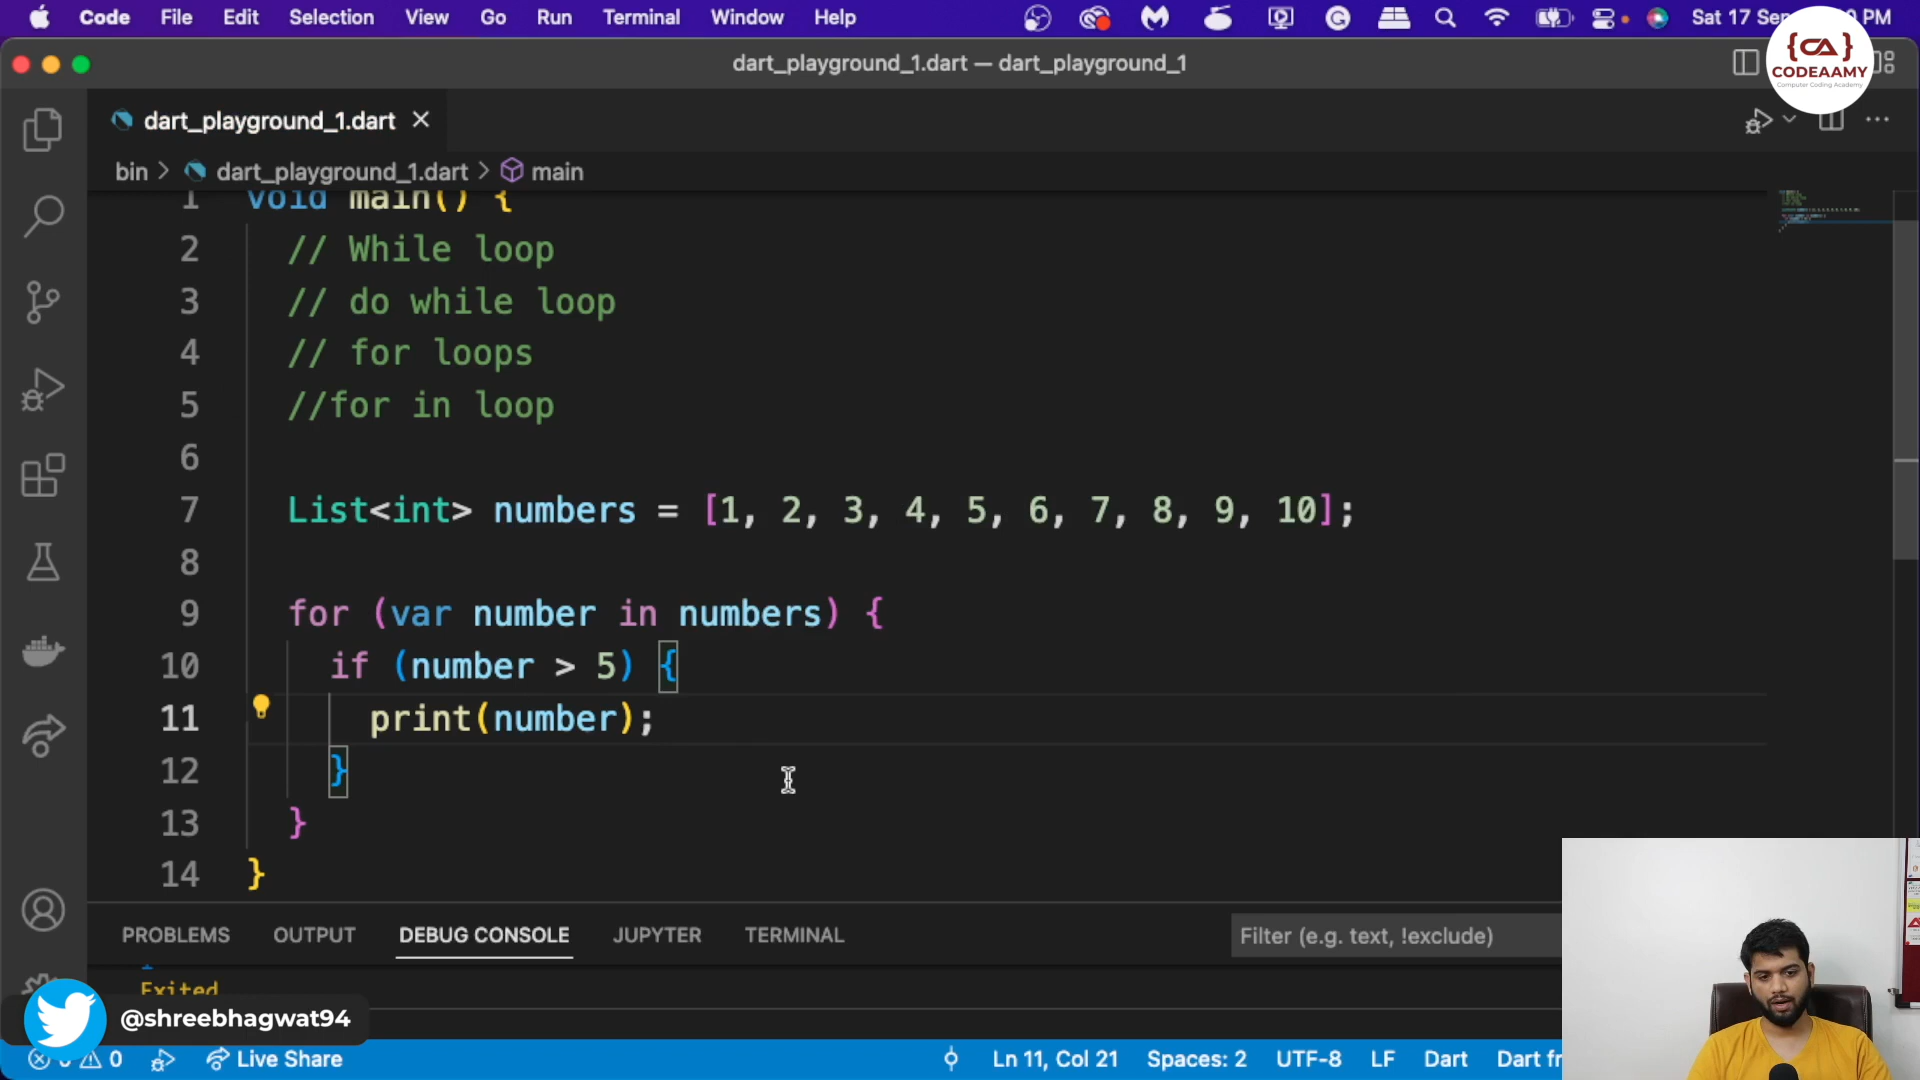 Code File Edit Selection View Go Run Terminal Window Help
Sat 17 Sep PM
dart_playground_1.dart — dart_playground_1
{CA}
CODEAAMY
Computer Coding Academy
dart_playground_1.dart
bin > dart_playground_1.dart > main
1 void main() {
2 // While loop
3 // do while loop
4 // for loops
5 //for in loop
6
7 List<int> numbers = [1, 2, 3, 4, 5, 6, 7, 8, 9, 10];
8
9 for (var number in numbers) {
10 if (number > 5) {
11 print(number);
12 }
13 }
14 }
PROBLEMS OUTPUT DEBUG CONSOLE JUPYTER TERMINAL
Filter (e.g. text, !exclude)
Exited
@shreebhagwat94
0 Live Share
Ln 11, Col 21 Spaces: 2 UTF-8 LF Dart Dart